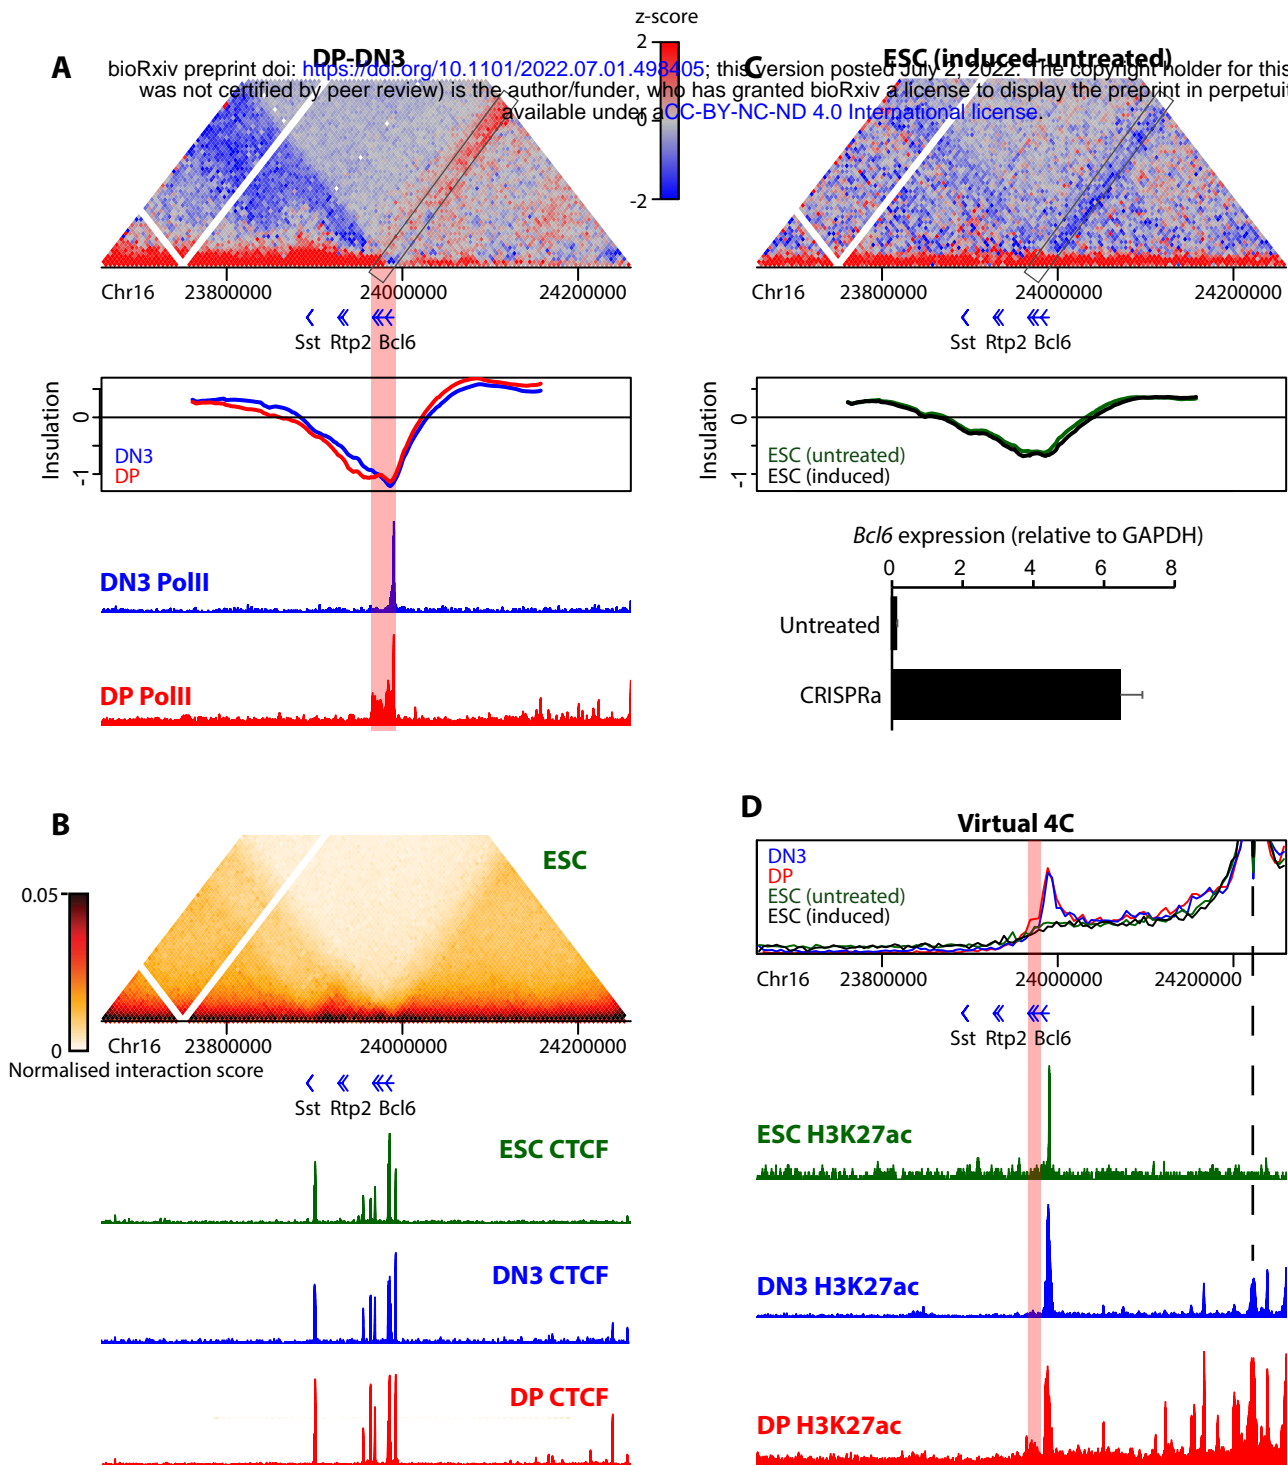 z-score
A
DP-DN3
2
0
-2
C
ESC (induced-untreated)
bioRxiv preprint doi: https://doi.org/10.1101/2022.07.01.498405; this version posted July 2, 2022. The copyright holder for this
was not certified by peer review) is the author/funder, who has granted bioRxiv a license to display the preprint in perpetuit
available under aCC-BY-NC-ND 4.0 International license.
Chr16 23800000 24000000 24200000
Sst Rtp2 Bcl6
Chr16 23800000 24000000 24200000
Sst Rtp2 Bcl6
Insulation
0
-1
DN3
DP
Insulation
0
-1
ESC (untreated)
ESC (induced)
DN3 PolII
DP PolII
Bcl6 expression (relative to GAPDH)
0 2 4 6 8
Untreated
CRISPRa
B
ESC
0.05
0
Normalised interaction score
Chr16 23800000 24000000 24200000
Sst Rtp2 Bcl6
ESC CTCF
DN3 CTCF
DP CTCF
D
Virtual 4C
DN3
DP
ESC (untreated)
ESC (induced)
Chr16 23800000 24000000 24200000
Sst Rtp2 Bcl6
ESC H3K27ac
DN3 H3K27ac
DP H3K27ac